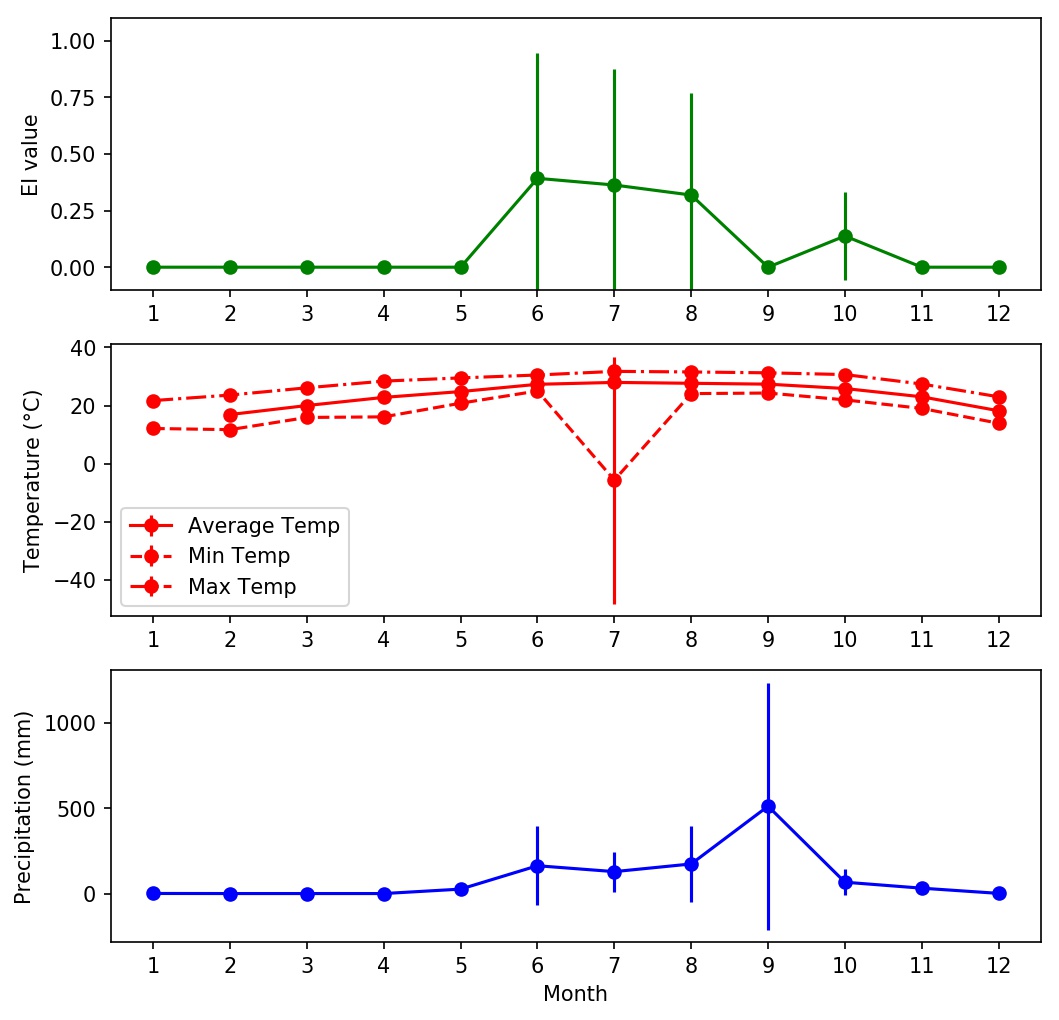 1.00
0.75
0.50
0.25
0.00
EI value
1 2 3 4 5 6 7 8 9 10 11 12
40
20
0
−20
−40
Temperature (°C)
Average Temp
Min Temp
Max Temp
1 2 3 4 5 6 7 8 9 10 11 12
1000
500
0
Precipitation (mm)
1 2 3 4 5 6 7 8 9 10 11 12
Month